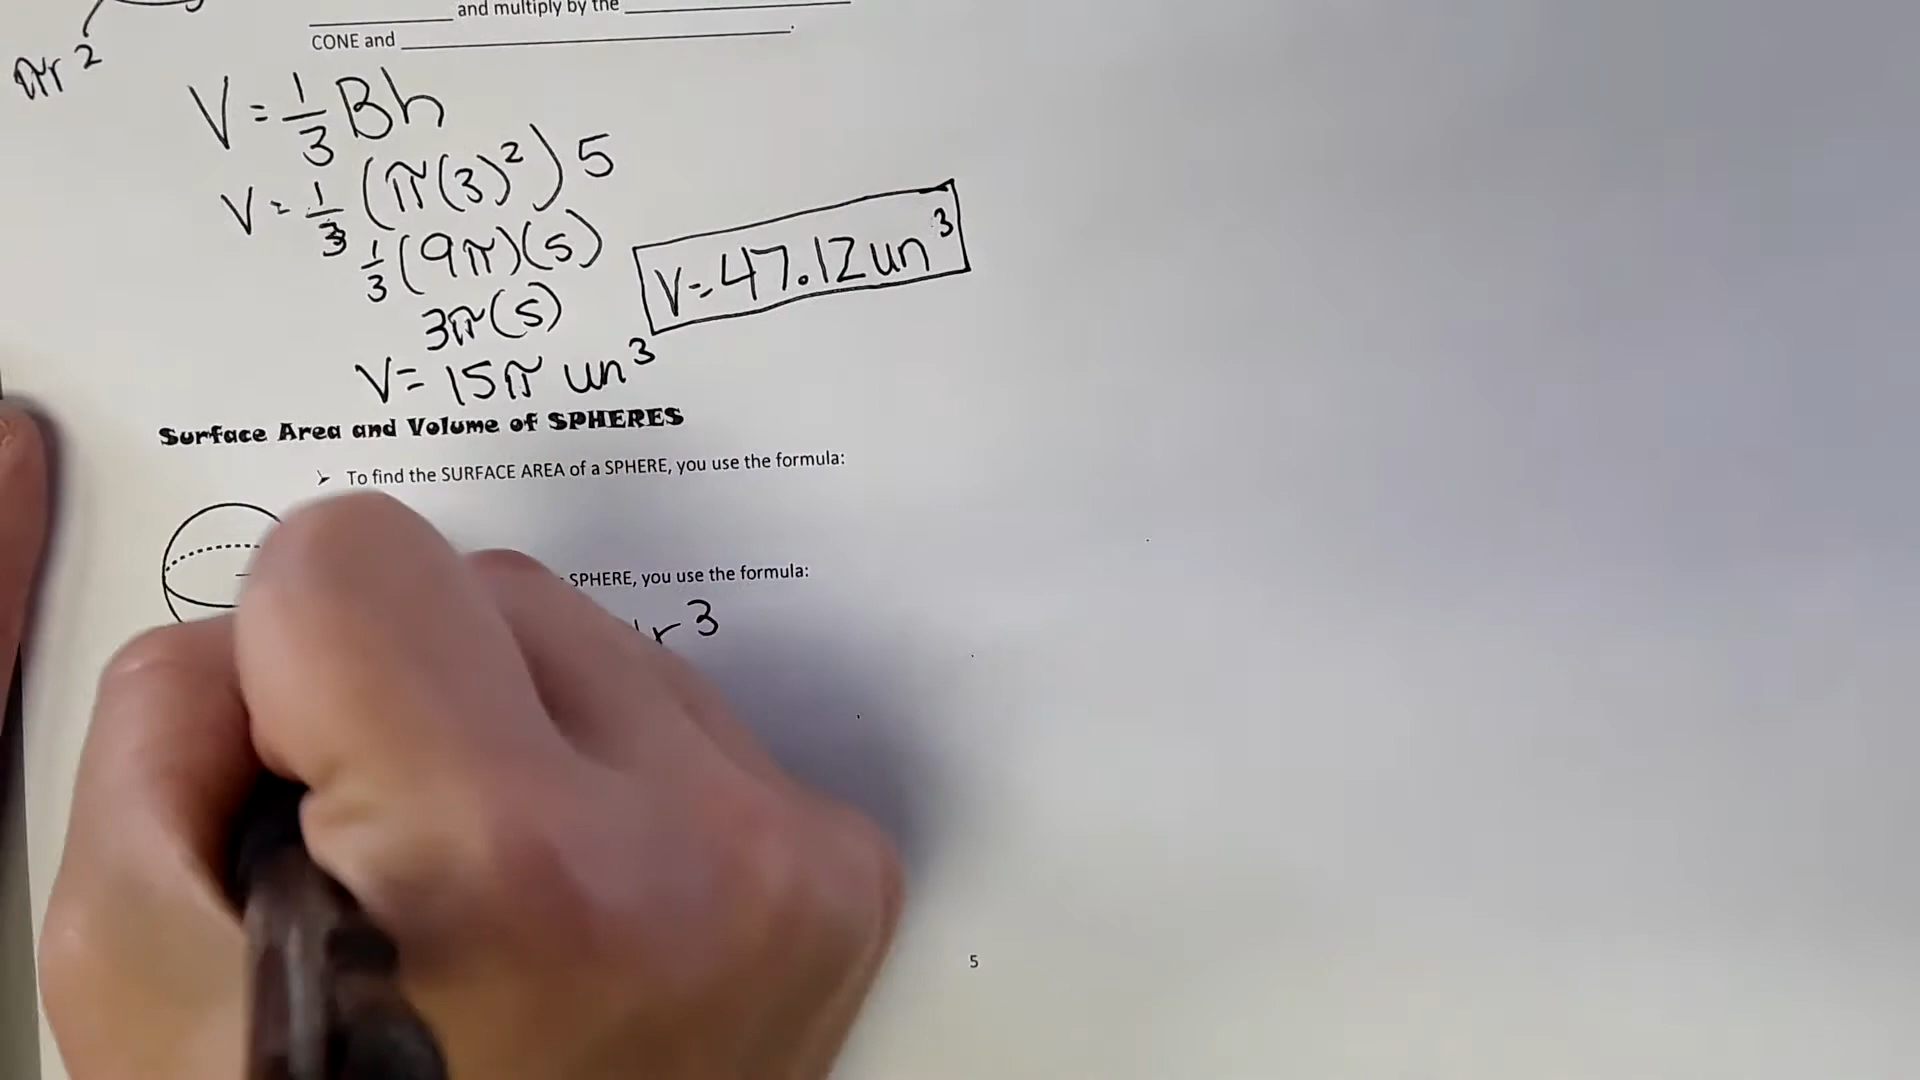 and multiply by the
CONE and .
πr²
V = 1/3 Bh
V = 1/3 (π(3)²) 5
1/3 (9π)(5)
3π(5)
V = 15π un³
V = 47.12 un³
Surface Area and Volume of SPHERES
➢ To find the SURFACE AREA of a SPHERE, you use the formula:
SPHERE, you use the formula:
r³
5